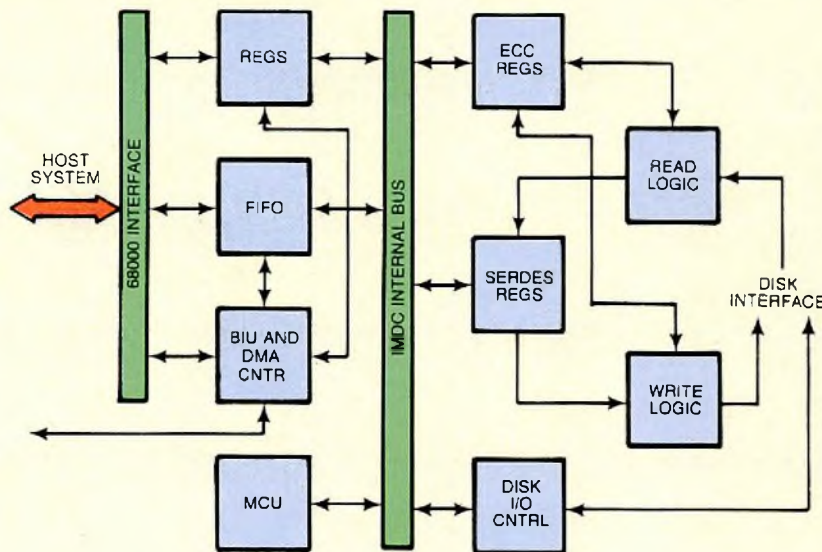 REGS
ECC
REGS
HOST
SYSTEM
68000 INTERFACE
FIFO
IMDC INTERNAL BUS
READ
LOGIC
SERDES
REGS
DISK
INTERFACE
BIU AND
DMA
CNTR
WRITE
LOGIC
MCU
DISK
I/O
CNTRL